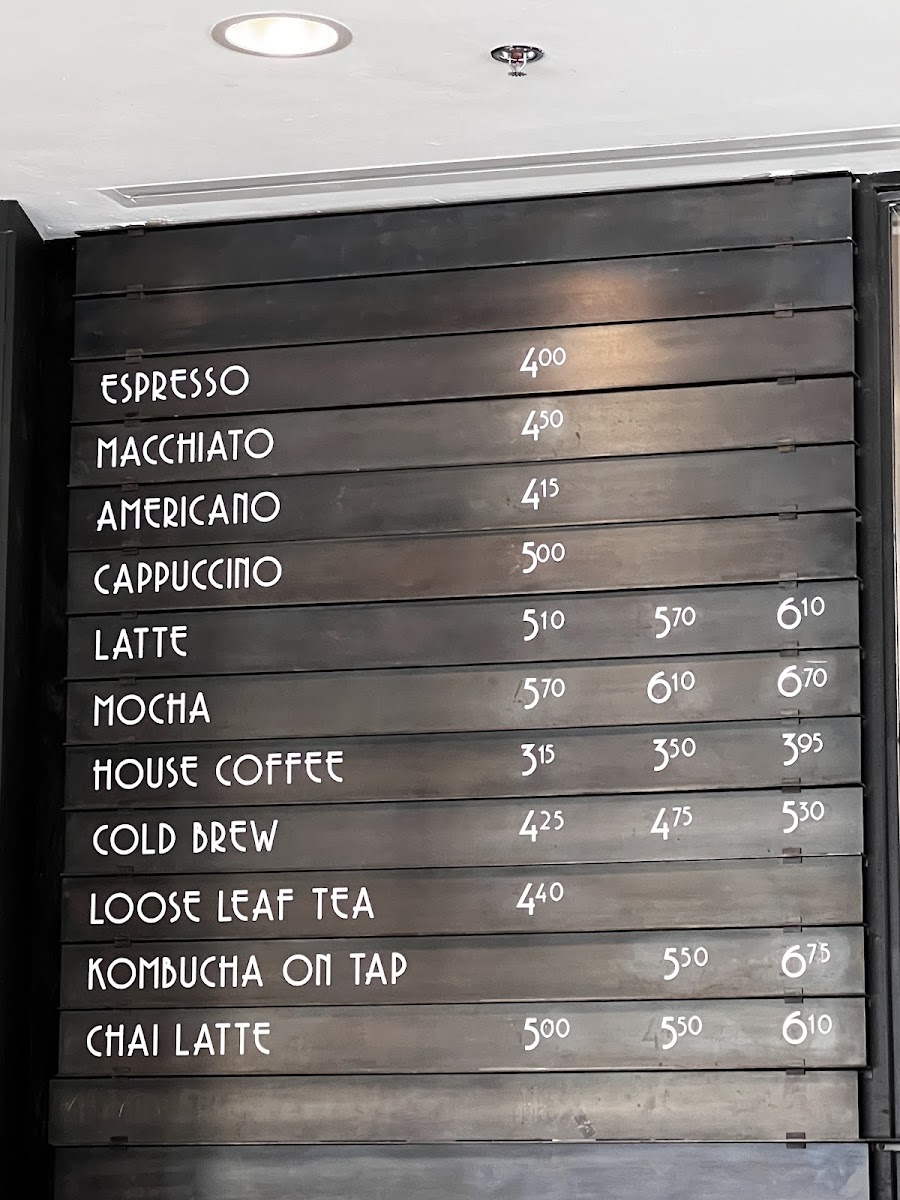 ESPRESSO 4.00
MACCHIATO 4.50
AMERICANO 4.15
CAPPUCCINO 5.00
LATTE 5.10 5.70 6.10
MOCHA 5.70 6.10 6.70
HOUSE COFFEE 3.15 3.50 3.95
COLD BREW 4.25 4.75 5.30
LOOSE LEAF TEA 4.40
KOMBUCHA ON TAP 5.50 6.75
CHAI LATTE 5.00 5.50 6.10